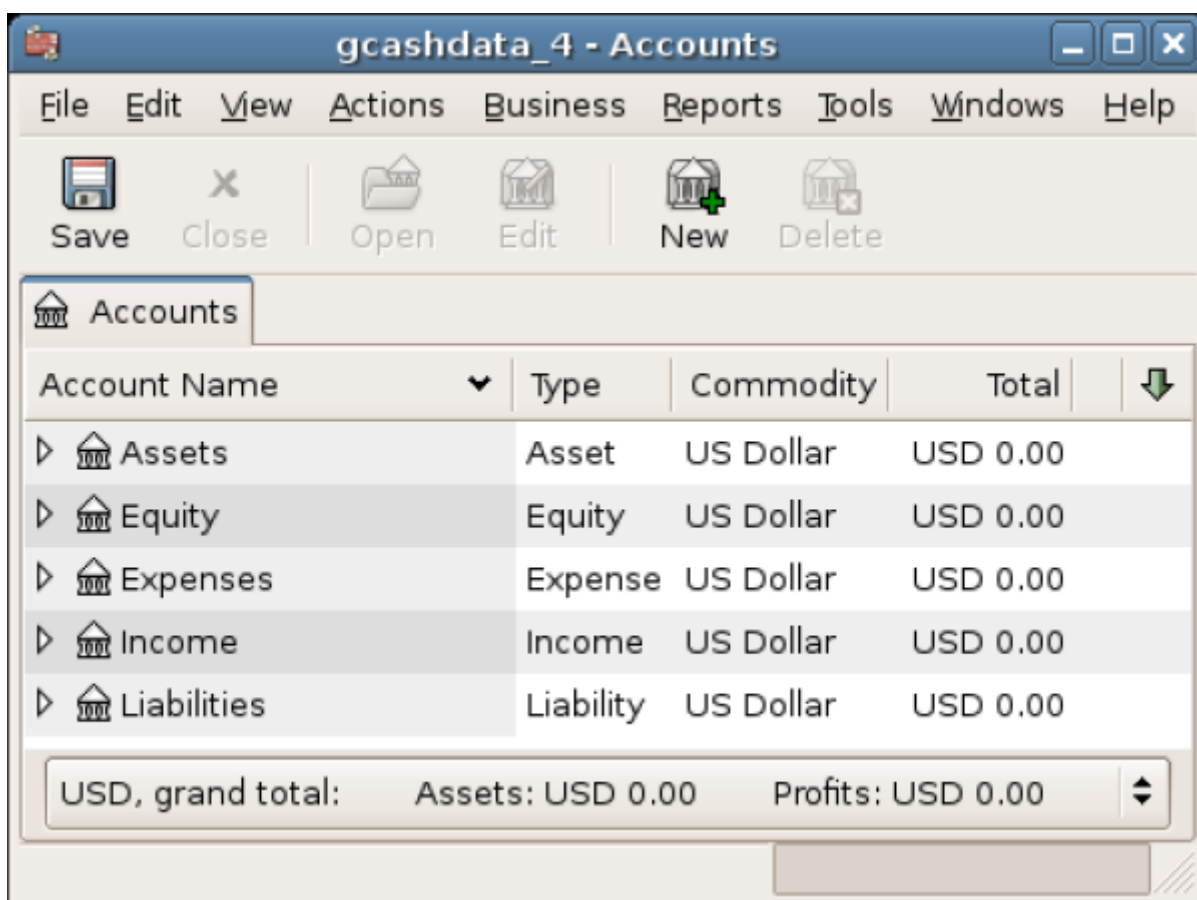 gcashdata_4 - Accounts
File Edit View Actions Business Reports Tools Windows Help
Save Close Open Edit New Delete
Accounts
Account Name Type Commodity Total
Assets Asset US Dollar USD 0.00
Equity Equity US Dollar USD 0.00
Expenses Expense US Dollar USD 0.00
Income Income US Dollar USD 0.00
Liabilities Liability US Dollar USD 0.00
USD, grand total: Assets: USD 0.00 Profits: USD 0.00